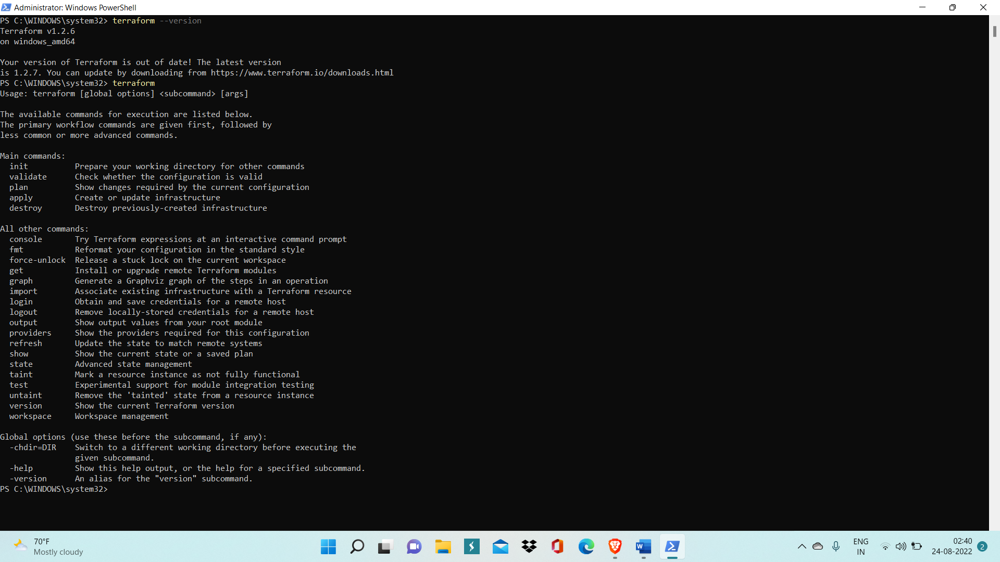 Administrator: Windows PowerShell
PS C:\WINDOWS\system32> terraform --version
Terraform v1.2.6
on windows_amd64

Your version of Terraform is out of date! The latest version
is 1.2.7. You can update by downloading from https://www.terraform.io/downloads.html
PS C:\WINDOWS\system32> terraform
Usage: terraform [global options] <subcommand> [args]

The available commands for execution are listed below.
The primary workflow commands are given first, followed by
less common or more advanced commands.

Main commands:
  init          Prepare your working directory for other commands
  validate      Check whether the configuration is valid
  plan          Show changes required by the current configuration
  apply         Create or update infrastructure
  destroy       Destroy previously-created infrastructure

All other commands:
  console       Try Terraform expressions at an interactive command prompt
  fmt           Reformat your configuration in the standard style
  force-unlock  Release a stuck lock on the current workspace
  get           Install or upgrade remote Terraform modules
  graph         Generate a Graphviz graph of the steps in an operation
  import        Associate existing infrastructure with a Terraform resource
  login         Obtain and save credentials for a remote host
  logout        Remove locally-stored credentials for a remote host
  output        Show output values from your root module
  providers     Show the providers required for this configuration
  refresh       Update the state to match remote systems
  show          Show the current state or a saved plan
  state         Advanced state management
  taint         Mark a resource instance as not fully functional
  test          Experimental support for module integration testing
  untaint       Remove the 'tainted' state from a resource instance
  version       Show the current Terraform version
  workspace     Workspace management

Global options (use these before the subcommand, if any):
  -chdir=DIR    Switch to a different working directory before executing the
                given subcommand.
  -help         Show this help output, or the help for a specified subcommand.
  -version      An alias for the "version" subcommand.
PS C:\WINDOWS\system32>
70°F
Mostly cloudy
W
ENG
IN
02:40
24-08-2022
2